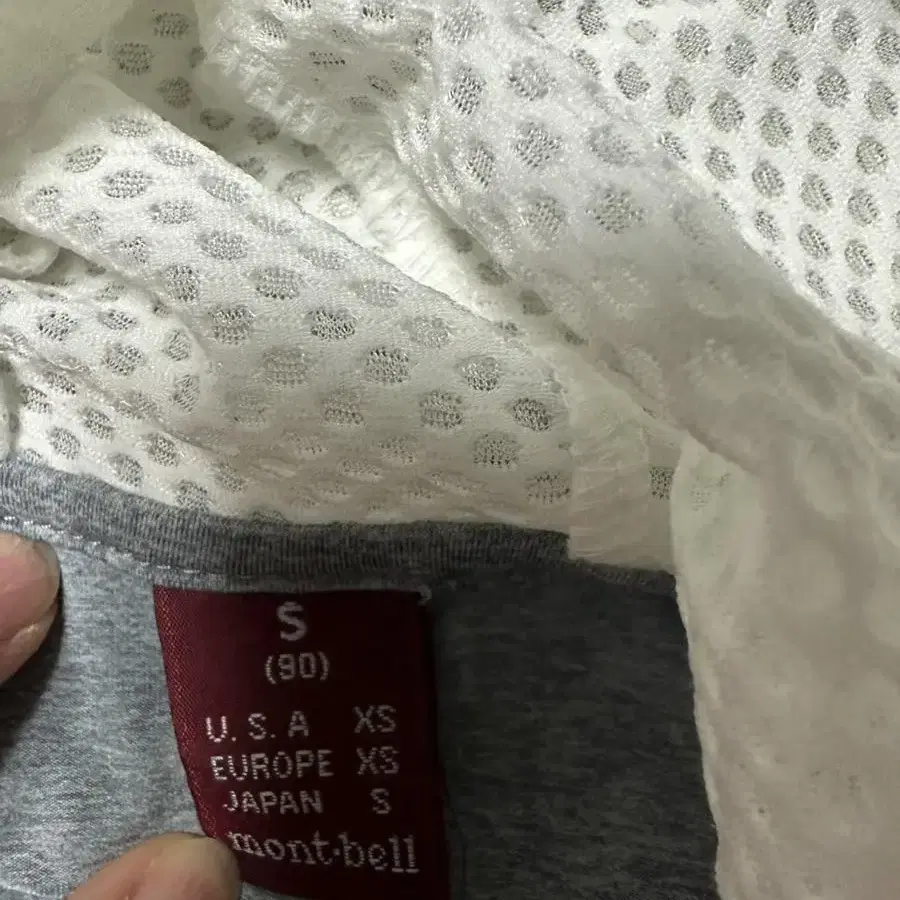 S
(90)
U.S.A XS
EUROPE XS
JAPAN S
mont·bell